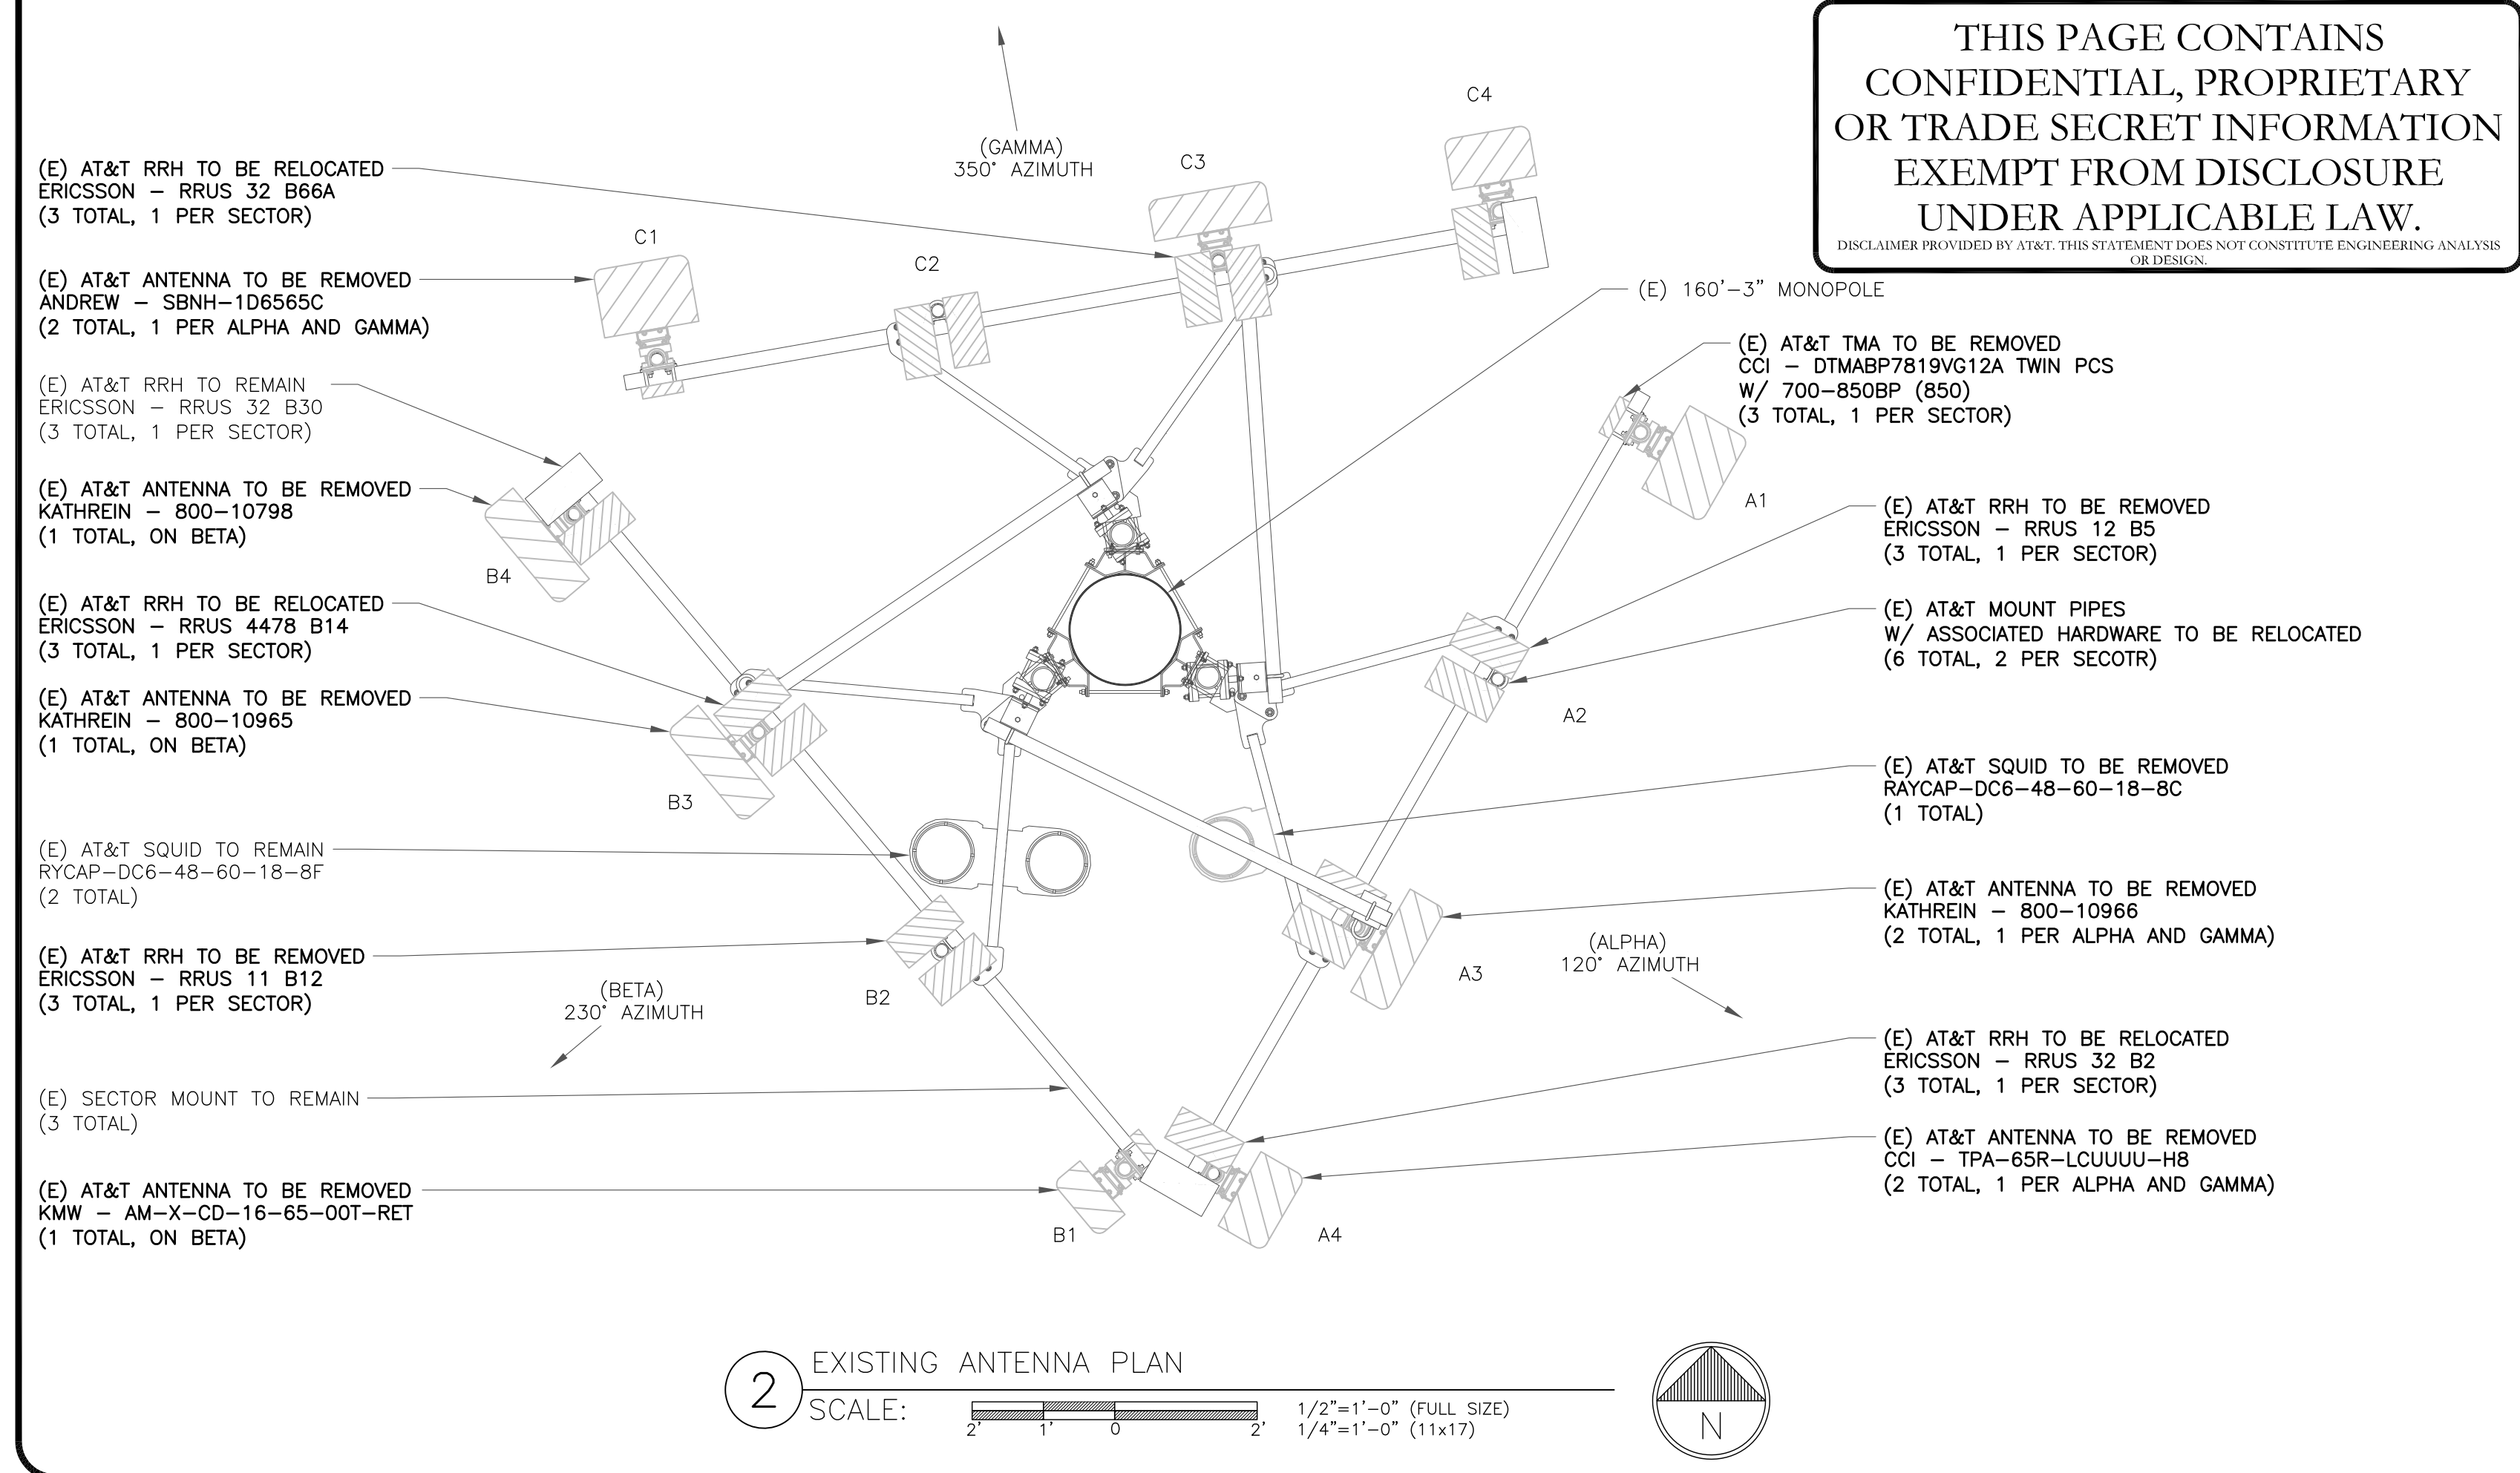 THIS PAGE CONTAINS
CONFIDENTIAL, PROPRIETARY
OR TRADE SECRET INFORMATION
EXEMPT FROM DISCLOSURE
UNDER APPLICABLE LAW.
DISCLAIMER PROVIDED BY AT&T. THIS STATEMENT DOES NOT CONSTITUTE ENGINEERING ANALYSIS
OR DESIGN.
(E) AT&T RRH TO BE RELOCATED
ERICSSON – RRUS 32 B66A
(3 TOTAL, 1 PER SECTOR)
(E) AT&T ANTENNA TO BE REMOVED
ANDREW – SBNH–1D6565C
(2 TOTAL, 1 PER ALPHA AND GAMMA)
(E) AT&T RRH TO REMAIN
ERICSSON – RRUS 32 B30
(3 TOTAL, 1 PER SECTOR)
(E) AT&T ANTENNA TO BE REMOVED
KATHREIN – 800–10798
(1 TOTAL, ON BETA)
(E) AT&T RRH TO BE RELOCATED
ERICSSON – RRUS 4478 B14
(3 TOTAL, 1 PER SECTOR)
(E) AT&T ANTENNA TO BE REMOVED
KATHREIN – 800–10965
(1 TOTAL, ON BETA)
(E) AT&T SQUID TO REMAIN
RYCAP–DC6–48–60–18–8F
(2 TOTAL)
(E) AT&T RRH TO BE REMOVED
ERICSSON – RRUS 11 B12
(3 TOTAL, 1 PER SECTOR)
(E) SECTOR MOUNT TO REMAIN
(3 TOTAL)
(E) AT&T ANTENNA TO BE REMOVED
KMW – AM–X–CD–16–65–00T–RET
(1 TOTAL, ON BETA)
(GAMMA)
350° AZIMUTH
C1
C2
C3
C4
B4
B3
B2
B1
(BETA)
230° AZIMUTH
A1
A2
A3
A4
(ALPHA)
120° AZIMUTH
(E) 160'–3" MONOPOLE
(E) AT&T TMA TO BE REMOVED
CCI – DTMABP7819VG12A TWIN PCS
W/ 700–850BP (850)
(3 TOTAL, 1 PER SECTOR)
(E) AT&T RRH TO BE REMOVED
ERICSSON – RRUS 12 B5
(3 TOTAL, 1 PER SECTOR)
(E) AT&T MOUNT PIPES
W/ ASSOCIATED HARDWARE TO BE RELOCATED
(6 TOTAL, 2 PER SECOTR)
(E) AT&T SQUID TO BE REMOVED
RAYCAP–DC6–48–60–18–8C
(1 TOTAL)
(E) AT&T ANTENNA TO BE REMOVED
KATHREIN – 800–10966
(2 TOTAL, 1 PER ALPHA AND GAMMA)
(E) AT&T RRH TO BE RELOCATED
ERICSSON – RRUS 32 B2
(3 TOTAL, 1 PER SECTOR)
(E) AT&T ANTENNA TO BE REMOVED
CCI – TPA–65R–LCUUUU–H8
(2 TOTAL, 1 PER ALPHA AND GAMMA)
2
EXISTING ANTENNA PLAN
SCALE:
2' 1' 0 2'
1/2"=1'–0" (FULL SIZE)
1/4"=1'–0" (11x17)
N